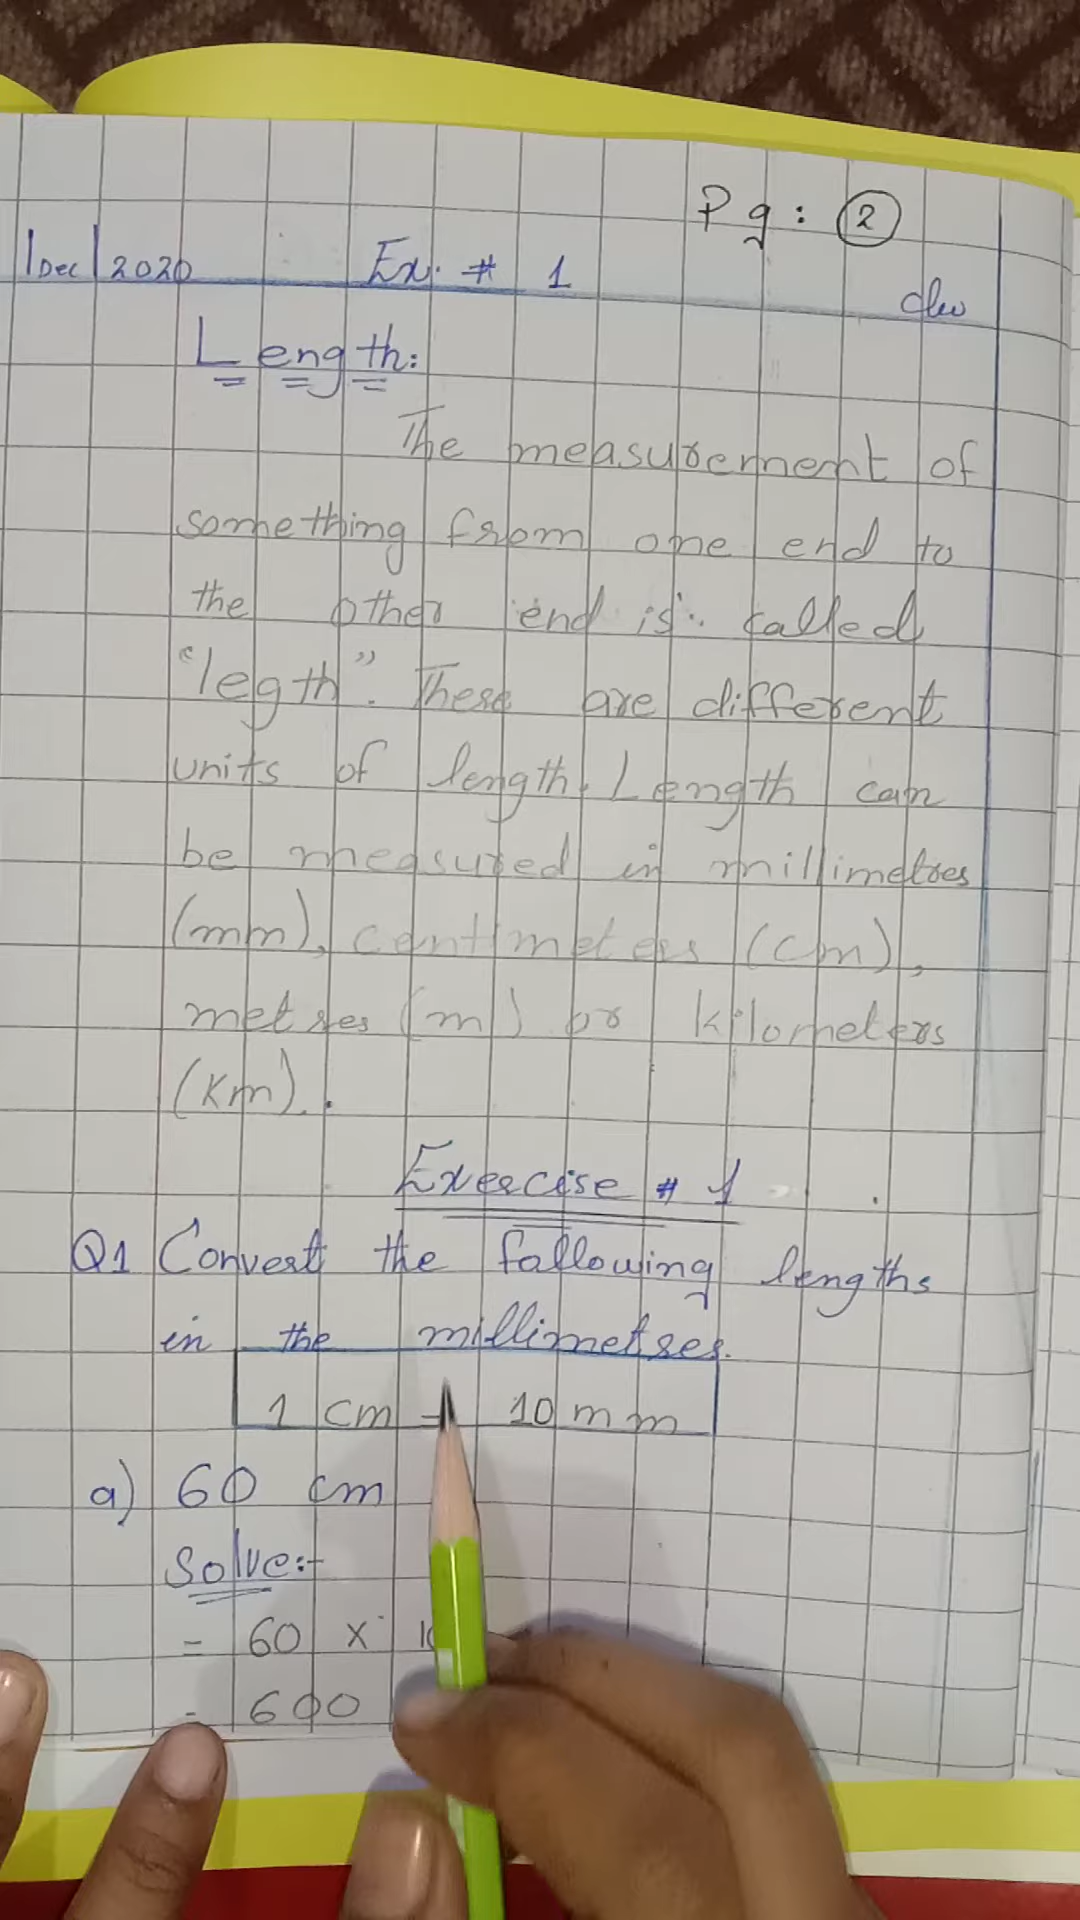 Pg: 2
1Dec|2020 Ex. # 1
cw
Length:
The measurement of
something from one end to
the other end is called
"legth". These are different
units of length. Length can
be measured in millimetres
(mm), centimeters (cm),
metres (m) or kilometers
(Km).
Exercise # 1
Q1 Convert the following lengths
in the millimetres.
1 cm = 10 mm
a) 60 cm
Solve:-
= 60 x
= 600